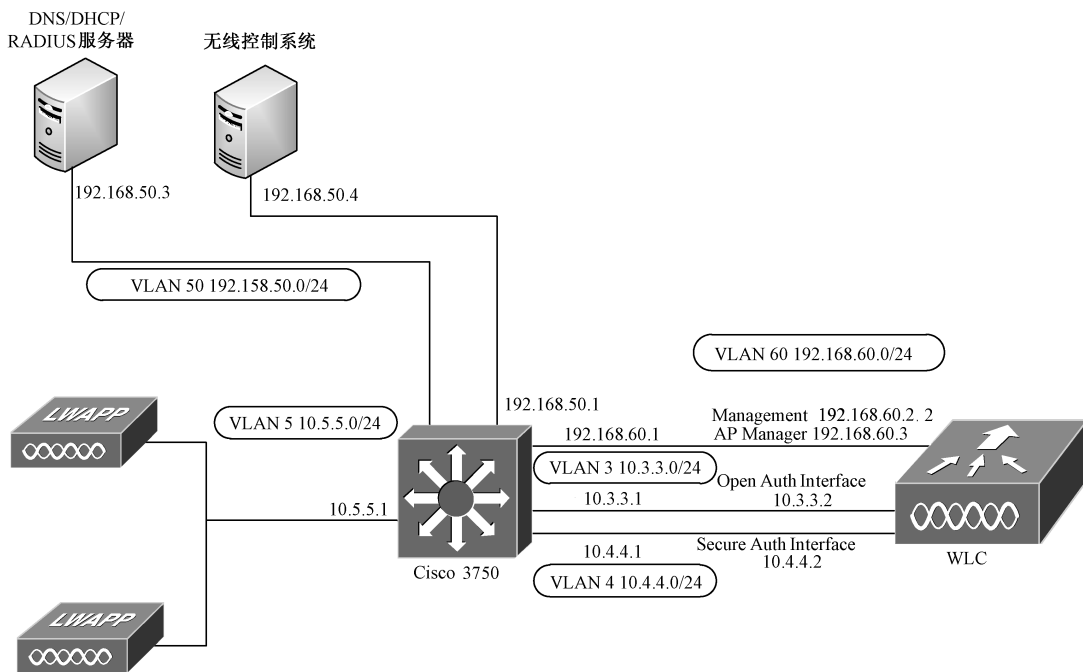 DNS/DHCP/
RADIUS服务器
无线控制系统
192.168.50.3
192.168.50.4
VLAN 50 192.158.50.0/24
VLAN 60 192.168.60.0/24
LWAPP
VLAN 5 10.5.5.0/24
192.168.50.1
192.168.60.1
Management 192.168.60.2. 2
AP Manager 192.168.60.3
VLAN 3 10.3.3.0/24
Open Auth Interface
10.3.3.2
10.3.3.1
10.5.5.1
Secure Auth Interface
10.4.4.2
10.4.4.1
WLC
Cisco 3750
VLAN 4 10.4.4.0/24
LWAPP